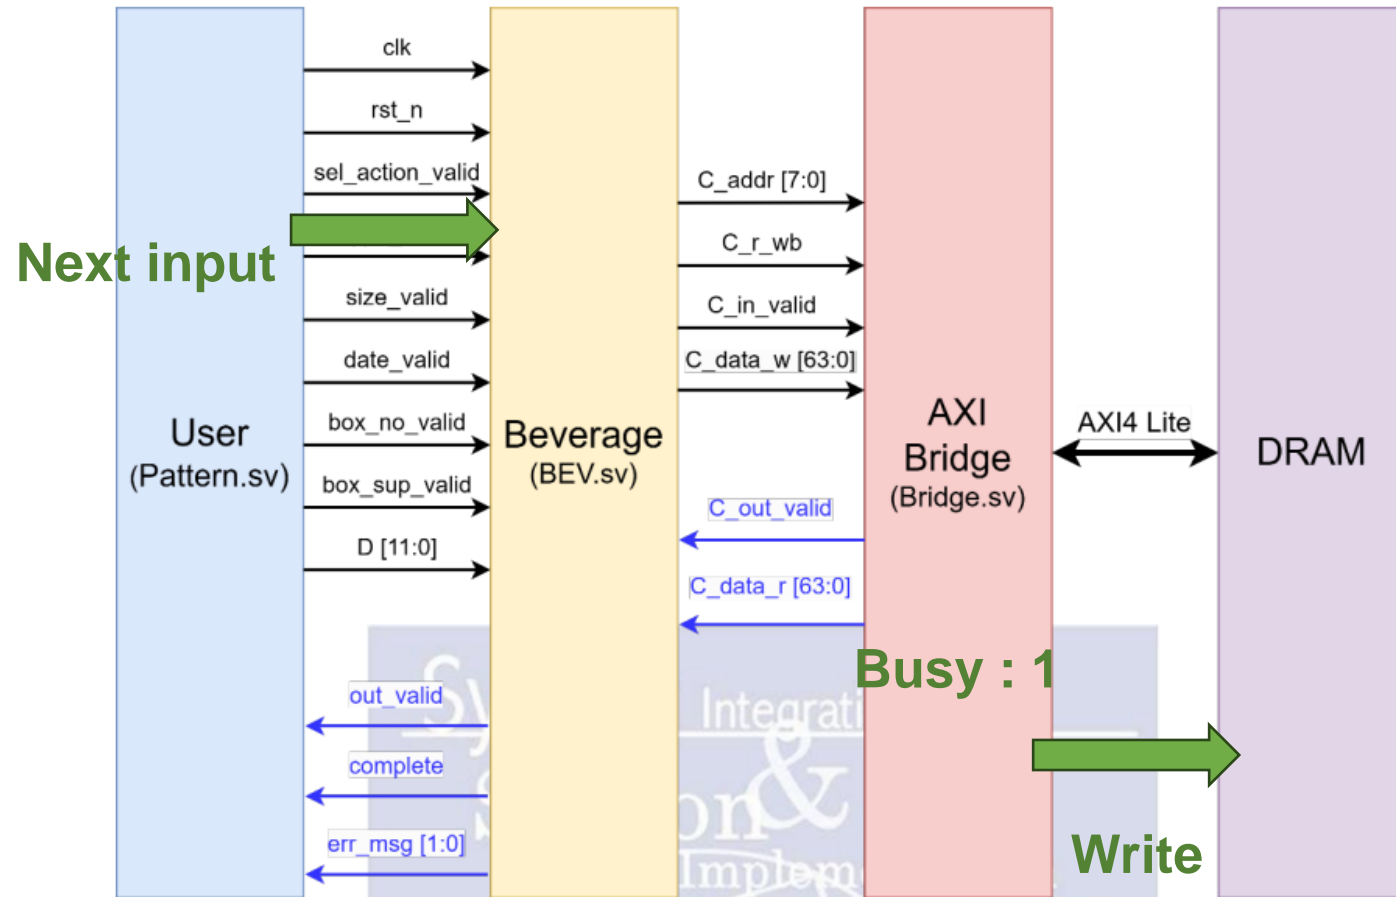 clk
rst_n
sel_action_valid
Next input
size_valid
date_valid
box_no_valid
box_sup_valid
D [11:0]
User
(Pattern.sv)
out_valid
complete
err_msg [1:0]
Beverage
(BEV.sv)
C_addr [7:0]
C_r_wb
C_in_valid
C_data_w [63:0]
C_out_valid
C_data_r [63:0]
AXI
Bridge
(Bridge.sv)
Busy : 1
AXI4 Lite
Write
DRAM
Integrati
&
Implem